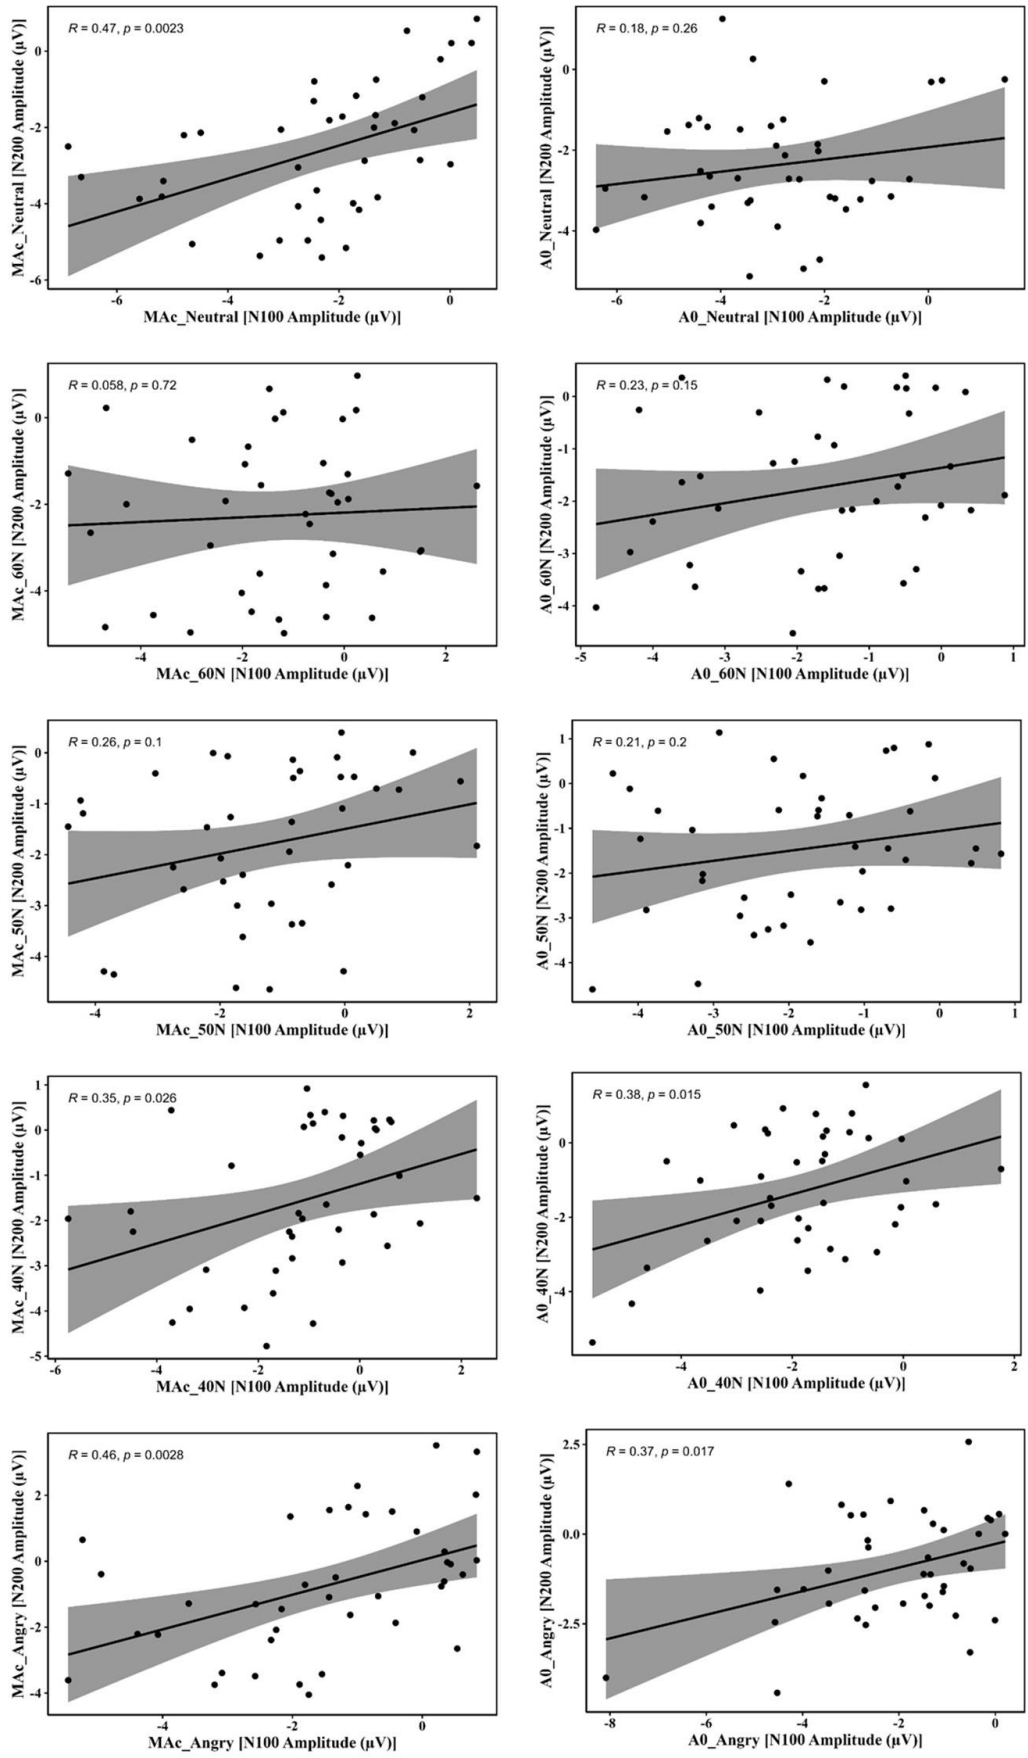 R = 0.47, p = 0.0023
0
-2
-4
-6
MAc_Neutral [N200 Amplitude (µV)]
-6 -4 -2 0
MAc_Neutral [N100 Amplitude (µV)]
R = 0.18, p = 0.26
0
-2
-4
A0_Neutral [N200 Amplitude (µV)]
-6 -4 -2 0
A0_Neutral [N100 Amplitude (µV)]
R = 0.058, p = 0.72
0
-2
-4
MAc_60N [N200 Amplitude (µV)]
-4 -2 0 2
MAc_60N [N100 Amplitude (µV)]
R = 0.23, p = 0.15
0
-1
-2
-3
-4
A0_60N [N200 Amplitude (µV)]
-5 -4 -3 -2 -1 0 1
A0_60N [N100 Amplitude (µV)]
R = 0.26, p = 0.1
0
-1
-2
-3
-4
MAc_50N [N200 Amplitude (µV)]
-4 -2 0 2
MAc_50N [N100 Amplitude (µV)]
R = 0.21, p = 0.2
1
0
-1
-2
-3
-4
A0_50N [N200 Amplitude (µV)]
-4 -3 -2 -1 0 1
A0_50N [N100 Amplitude (µV)]
R = 0.35, p = 0.026
1
0
-1
-2
-3
-4
-5
MAc_40N [N200 Amplitude (µV)]
-6 -4 -2 0 2
MAc_40N [N100 Amplitude (µV)]
R = 0.38, p = 0.015
0
-2
-4
A0_40N [N200 Amplitude (µV)]
-4 -2 0 2
A0_40N [N100 Amplitude (µV)]
R = 0.46, p = 0.0028
2
0
-2
-4
MAc_Angry [N200 Amplitude (µV)]
-4 -2 0
MAc_Angry [N100 Amplitude (µV)]
R = 0.37, p = 0.017
2.5
0.0
-2.5
A0_Angry [N200 Amplitude (µV)]
-8 -6 -4 -2 0
A0_Angry [N100 Amplitude (µV)]